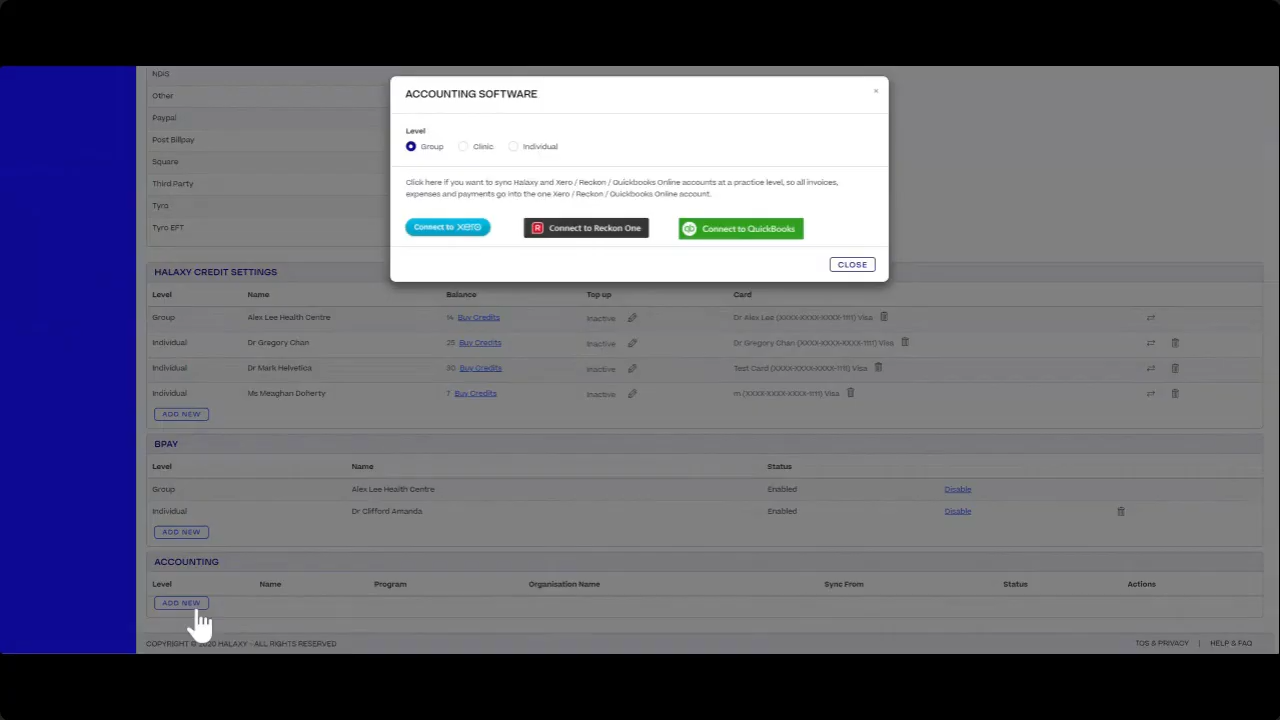 NDIS
Other
Paypal
Post Billpay
Square
Third Party
Tyro
Tyro EFT
ACCOUNTING SOFTWARE ×
Level
Group Clinic Individual
Click here if you want to sync Halaxy and Xero / Reckon / Quickbooks Online accounts at a practice level, so all invoices,
expenses and payments go into the one Xero / Reckon / Quickbooks Online account.
Connect to xero R Connect to Reckon One qb Connect to QuickBooks
CLOSE
HALAXY CREDIT SETTINGS
Level Name Balance Top up Card
Group Alex Lee Health Centre 14 Buy Credits Inactive Dr Alex Lee (XXXX-XXXX-XXXX-1111) Visa
Individual Dr Gregory Chan 25 Buy Credits Inactive Dr Gregory Chan (XXXX-XXXX-XXXX-1111) Visa
Individual Dr Mark Helvetica 30 Buy Credits Inactive Test Card (XXXX-XXXX-XXXX-1111) Visa
Individual Ms Meaghan Doherty 7 Buy Credits Inactive m (XXXX-XXXX-XXXX-1111) Visa
ADD NEW
BPAY
Level Name Status
Group Alex Lee Health Centre Enabled Disable
Individual Dr Clifford Amanda Enabled Disable
ADD NEW
ACCOUNTING
Level Name Program Organisation Name Sync From Status Actions
ADD NEW
COPYRIGHT © 2020 HALAXY - ALL RIGHTS RESERVED TOS & PRIVACY | HELP & FAQ